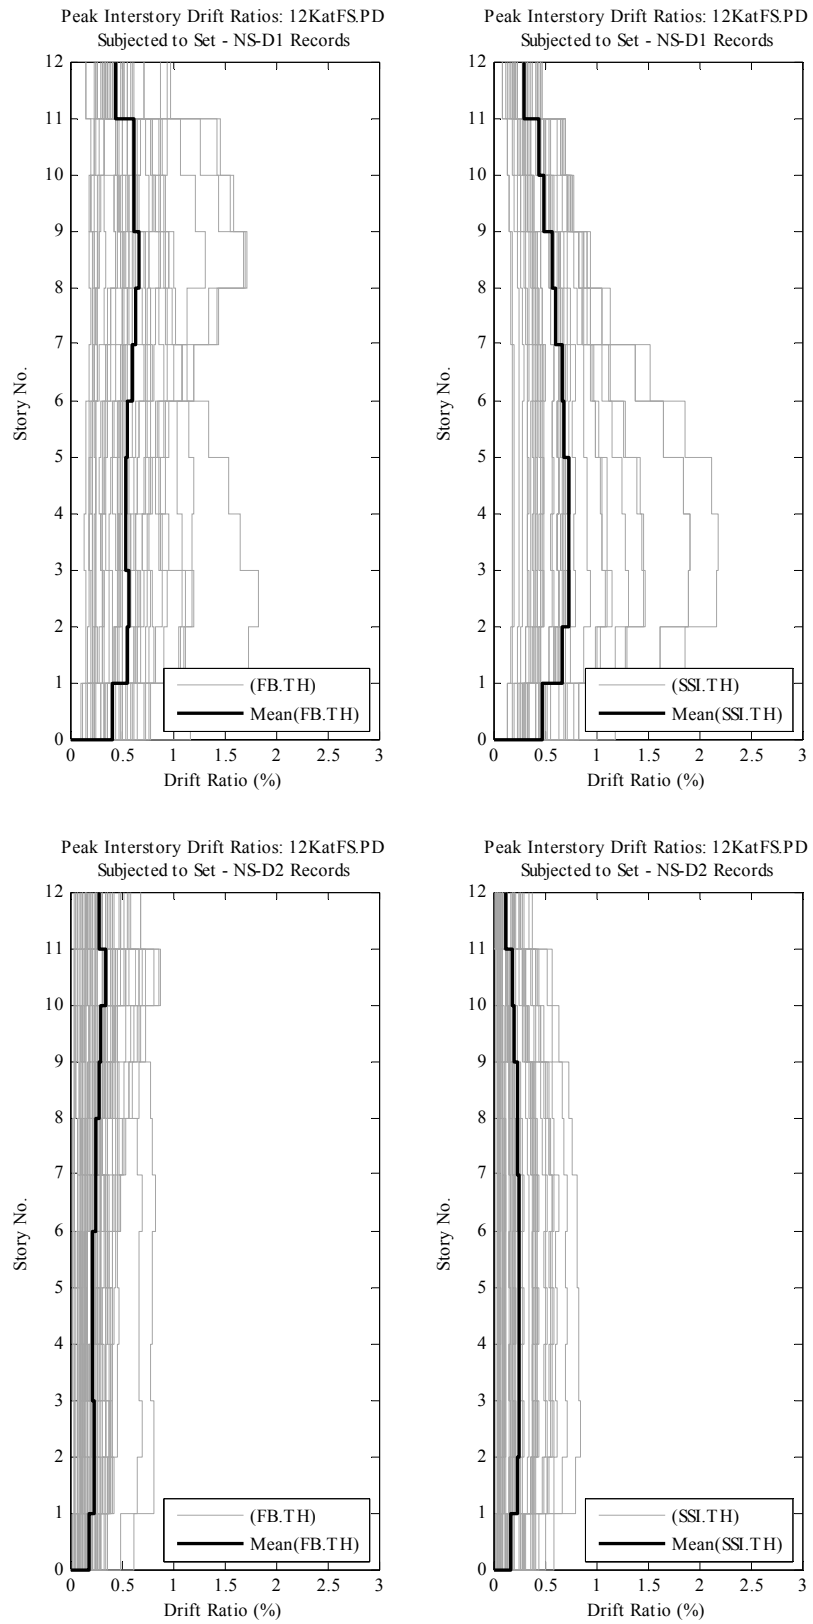 Peak Interstory Drift Ratios: 12KatFS.PD
Subjected to Set - NS-D1 Records
12
11
10
9
8
7
6
5
4
3
2
1
0
Story No.
(FB.TH)
Mean(FB.TH)
0 0.5 1 1.5 2 2.5 3
Drift Ratio (%)
Peak Interstory Drift Ratios: 12KatFS.PD
Subjected to Set - NS-D1 Records
12
11
10
9
8
7
6
5
4
3
2
1
0
Story No.
(SSI.TH)
Mean(SSI.TH)
0 0.5 1 1.5 2 2.5 3
Drift Ratio (%)
Peak Interstory Drift Ratios: 12KatFS.PD
Subjected to Set - NS-D2 Records
12
11
10
9
8
7
6
5
4
3
2
1
0
Story No.
(FB.TH)
Mean(FB.TH)
0 0.5 1 1.5 2 2.5 3
Drift Ratio (%)
Peak Interstory Drift Ratios: 12KatFS.PD
Subjected to Set - NS-D2 Records
12
11
10
9
8
7
6
5
4
3
2
1
0
Story No.
(SSI.TH)
Mean(SSI.TH)
0 0.5 1 1.5 2 2.5 3
Drift Ratio (%)